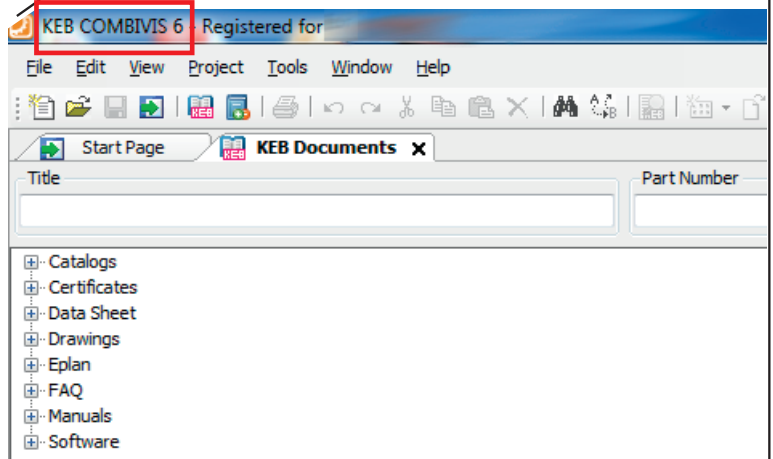 KEB COMBIVIS 6 - Registered for
File Edit View Project Tools Window Help
Start Page KEB Documents
Title Part Number
Catalogs
Certificates
Data Sheet
Drawings
Eplan
FAQ
Manuals
Software